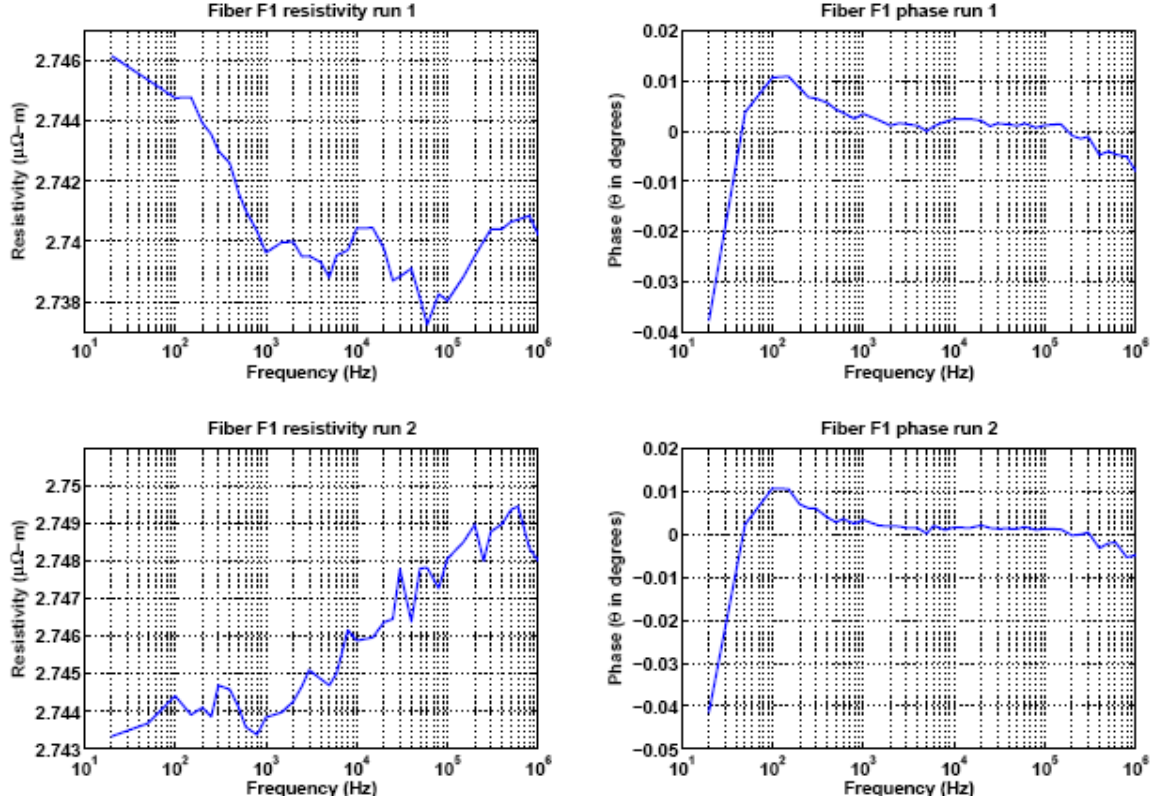 Fiber F1 resistivity run 1
Resistivity (μΩ−m)
2.746
2.744
2.742
2.74
2.738
10^1 10^2 10^3 10^4 10^5 10^6
Frequency (Hz)
Fiber F1 phase run 1
Phase (θ in degrees)
0.02
0.01
0
−0.01
−0.02
−0.03
−0.04
10^1 10^2 10^3 10^4 10^5 10^6
Frequency (Hz)
Fiber F1 resistivity run 2
Resistivity (μΩ−m)
2.75
2.749
2.748
2.747
2.746
2.745
2.744
2.743
10^1 10^2 10^3 10^4 10^5 10^6
Frequency (Hz)
Fiber F1 phase run 2
Phase (θ in degrees)
0.02
0.01
0
−0.01
−0.02
−0.03
−0.04
−0.05
10^1 10^2 10^3 10^4 10^5 10^6
Frequency (Hz)